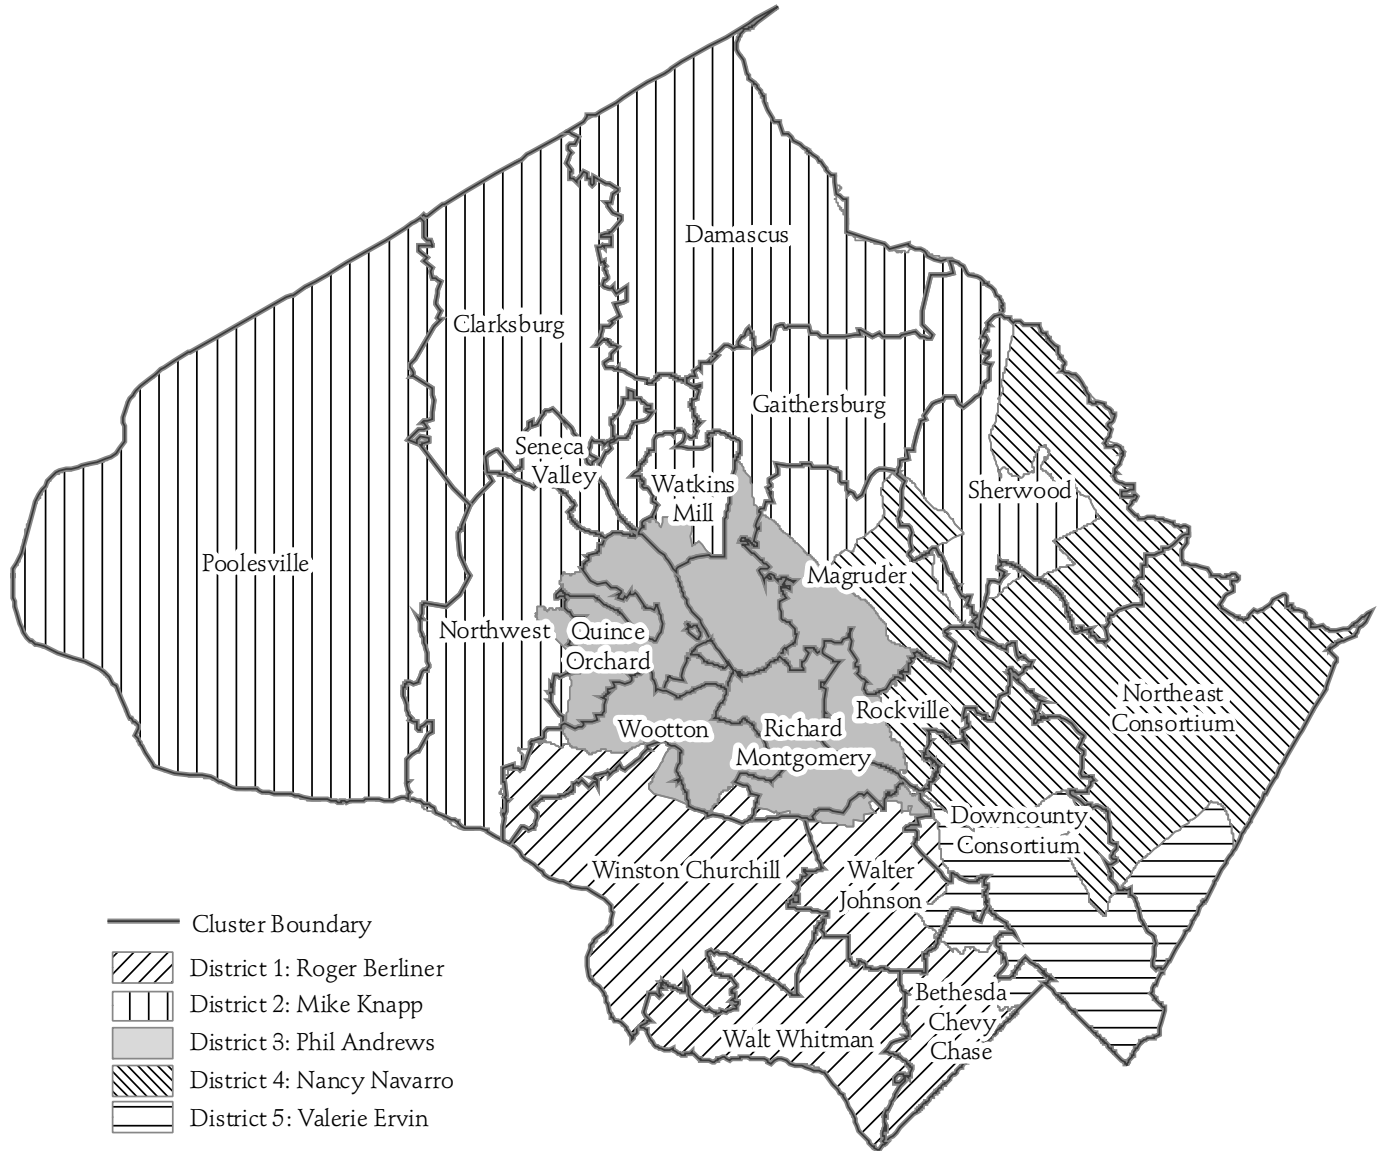 Damascus
Clarksburg
Gaithersburg
Seneca
Valley
Watkins
Mill
Sherwood
Poolesville
Magruder
Northwest
Quince
Orchard
Northeast
Consortium
Rockville
Wootton
Richard
Montgomery
Downcounty
Consortium
Winston Churchill
Walter
Johnson
Bethesda
Chevy
Chase
Walt Whitman
Cluster Boundary
District 1: Roger Berliner
District 2: Mike Knapp
District 3: Phil Andrews
District 4: Nancy Navarro
District 5: Valerie Ervin